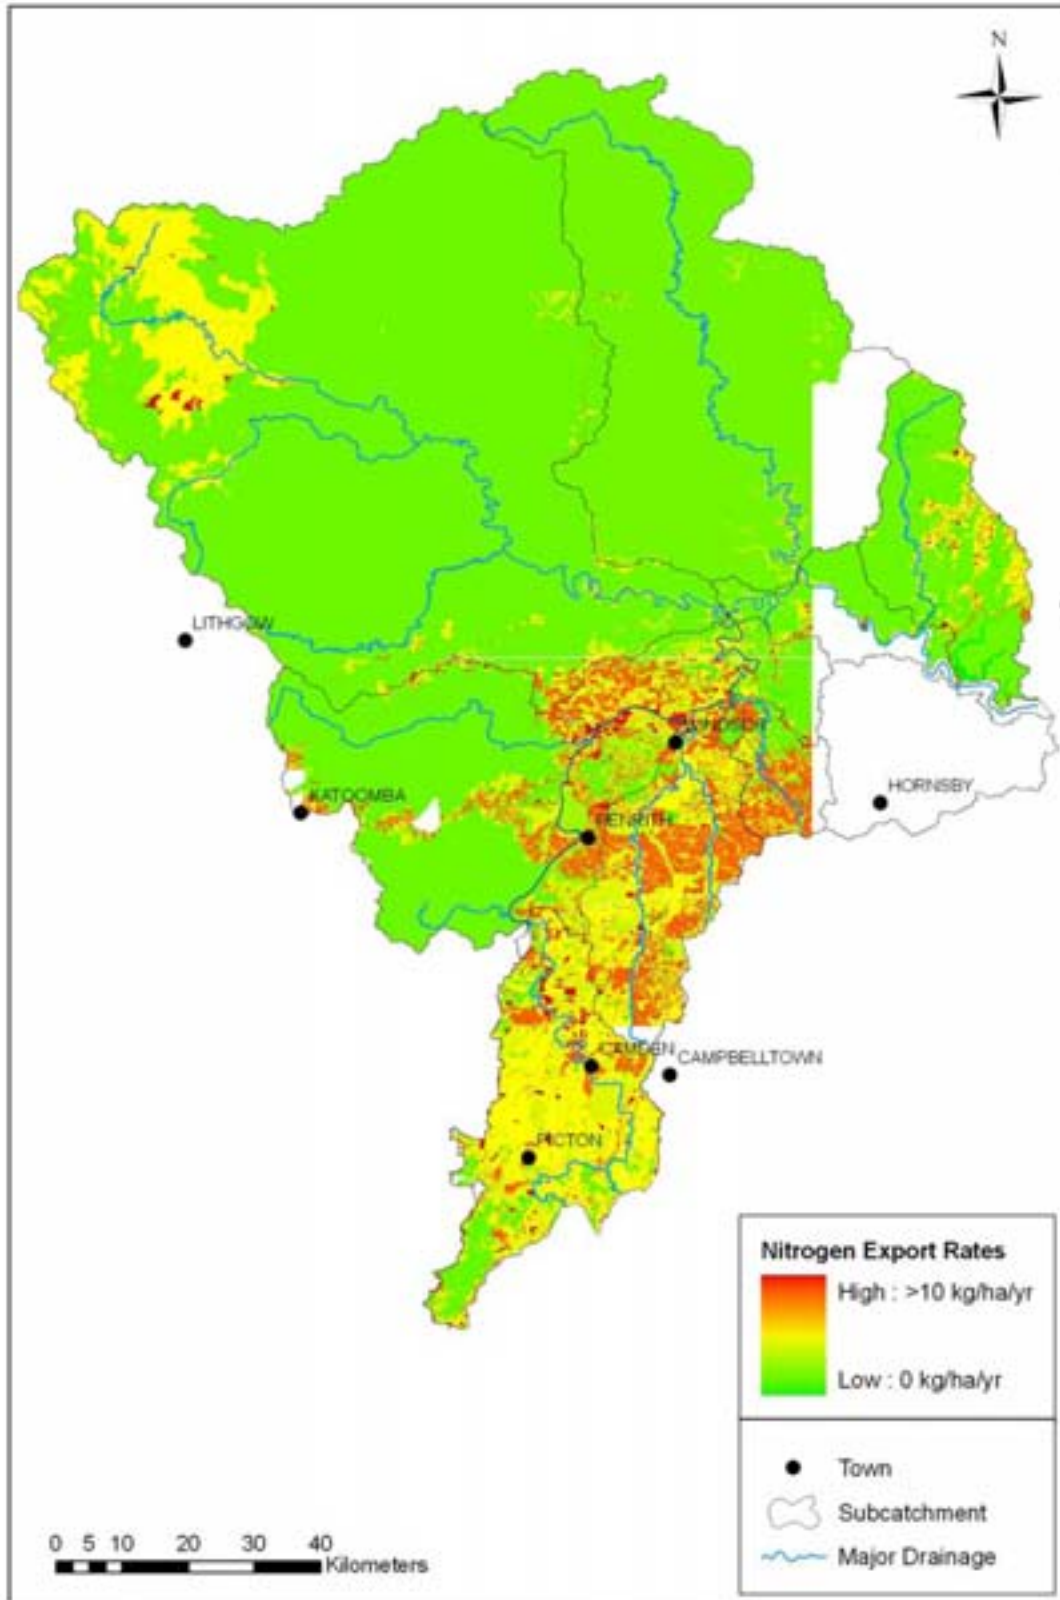 N
LITHGOW
KATOOMBA
HORNSBY
PENRITH
CAMDEN
CAMPBELLTOWN
PICTON
Nitrogen Export Rates
High : >10 kg/ha/yr
Low : 0 kg/ha/yr
Town
Subcatchment
Major Drainage
0 5 10 20 30 40
Kilometers